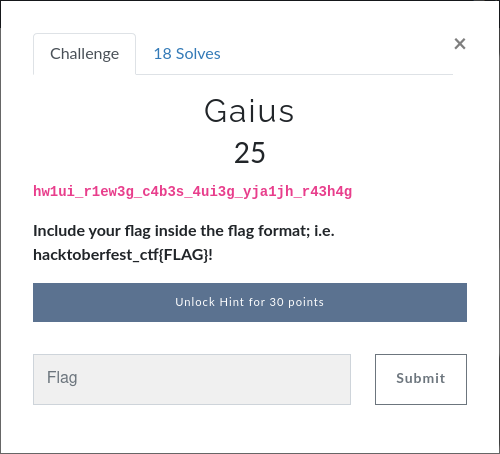 Challenge
18 Solves
×
Gaius
25
hw1ui_r1ew3g_c4b3s_4ui3g_yja1jh_r43h4g
Include your flag inside the flag format; i.e.
hacktoberfest_ctf{FLAG}!
Unlock Hint for 30 points
Flag
Submit